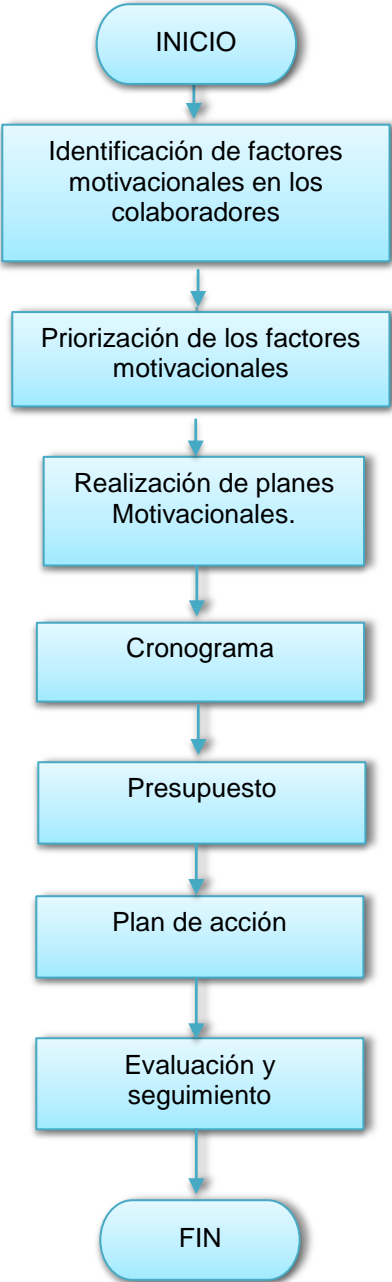 INICIO
Identificación de factores
motivacionales en los
colaboradores
Priorización de los factores
motivacionales
Realización de planes
Motivacionales.
Cronograma
Presupuesto
Plan de acción
Evaluación y
seguimiento
FIN